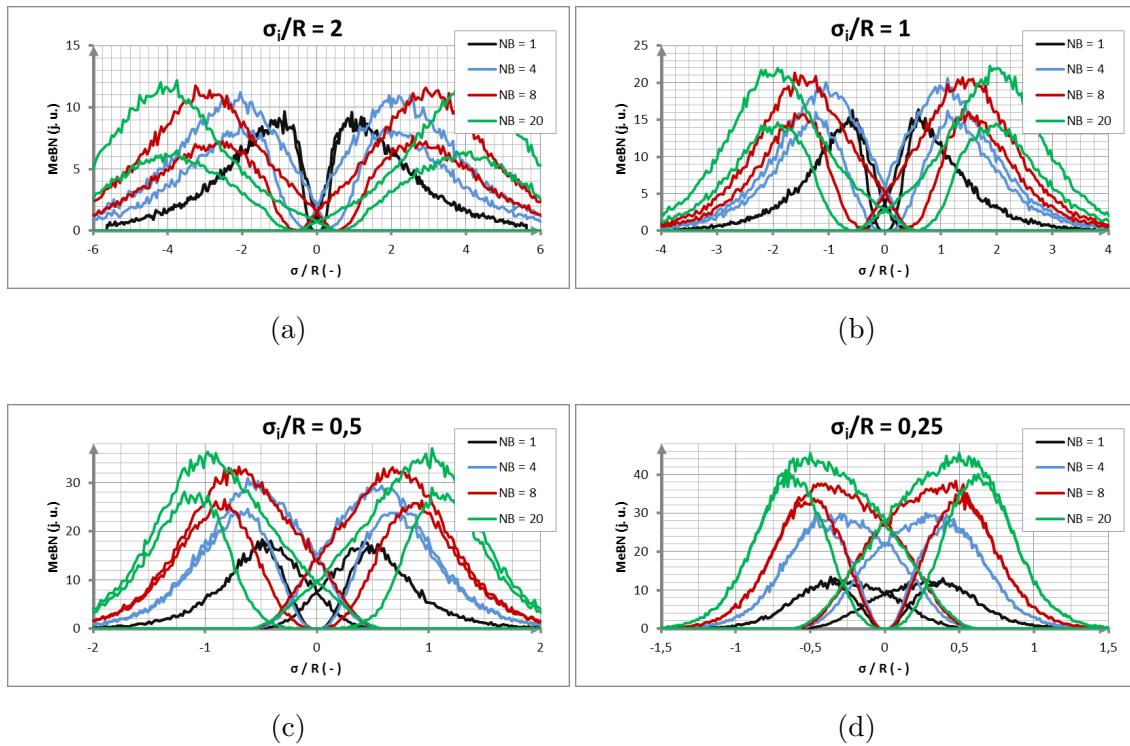 σi/R = 2
MeBN (j. u.)
15
10
5
0
-6 -4 -2 0 2 4 6
σ / R ( - )
NB = 1
NB = 4
NB = 8
NB = 20
(a)
σi/R = 1
MeBN (j. u.)
25
20
15
10
5
0
-4 -3 -2 -1 0 1 2 3 4
σ / R ( - )
NB = 1
NB = 4
NB = 8
NB = 20
(b)
σi/R = 0,5
MeBN (j. u.)
30
20
10
0
-2 -1 0 1 2
σ / R ( - )
NB = 1
NB = 4
NB = 8
NB = 20
(c)
σi/R = 0,25
MeBN (j. u.)
40
30
20
10
0
-1,5 -1 -0,5 0 0,5 1 1,5
σ / R ( - )
NB = 1
NB = 4
NB = 8
NB = 20
(d)